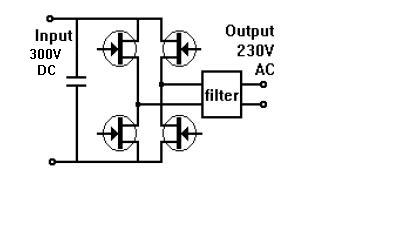 Input
300V
DC
Output
230V
AC
filter